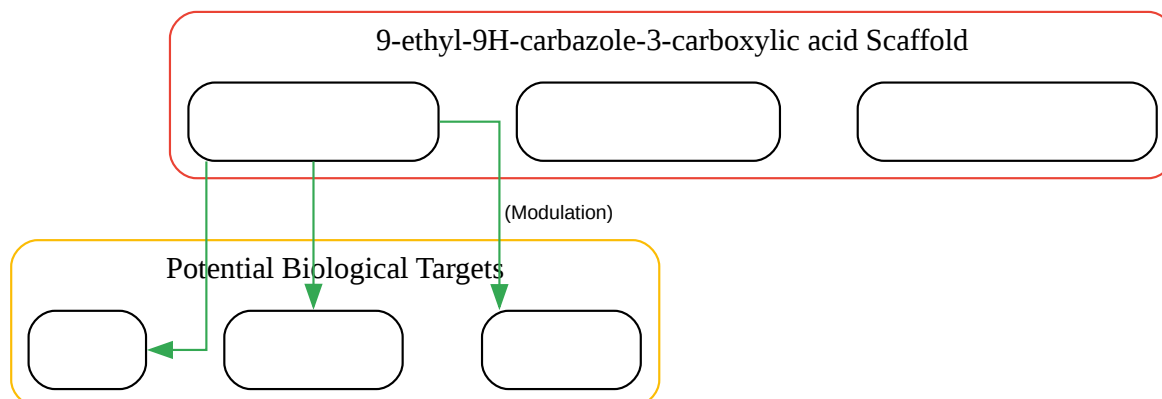 9-ethyl-9H-carbazole-3-carboxylic acid Scaffold
(Modulation)
Potential Biological Targets